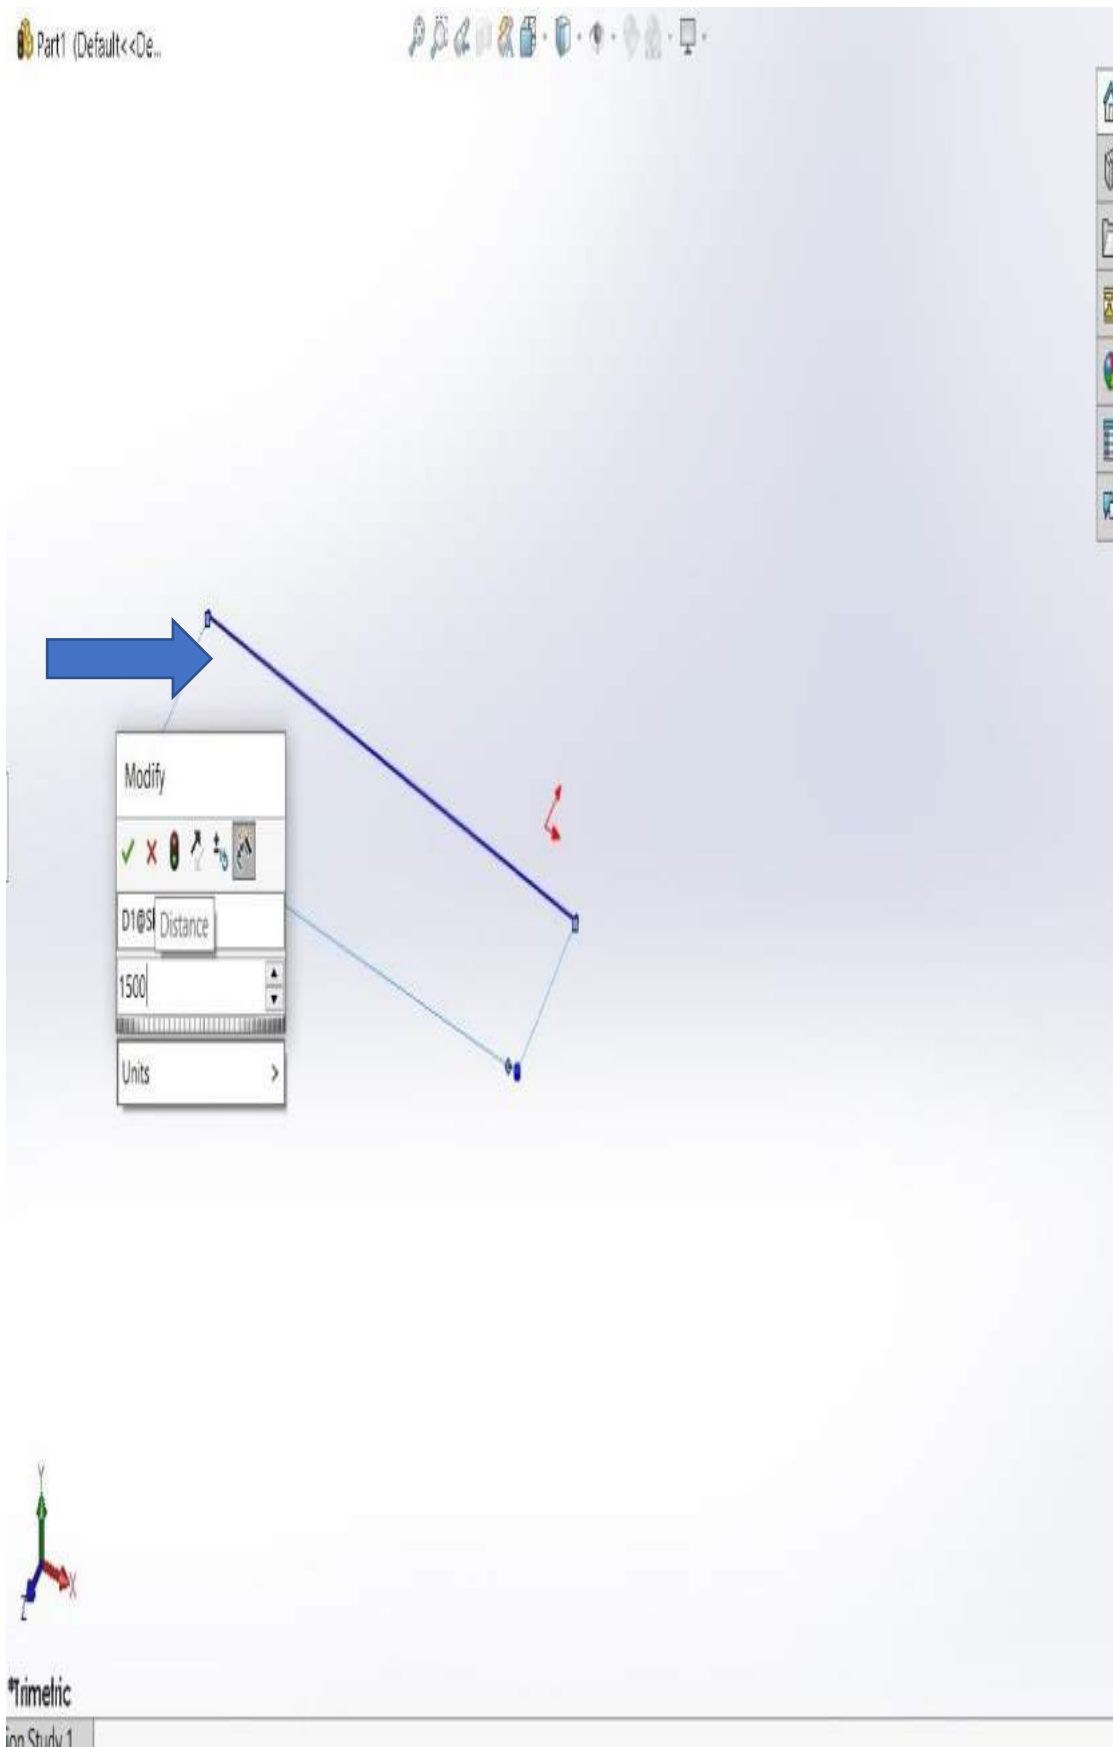 Part1 (Default<<De...
Modify
D1@S
Distance
1500
Units
Y
X
Z
*Trimetric
ion Study 1